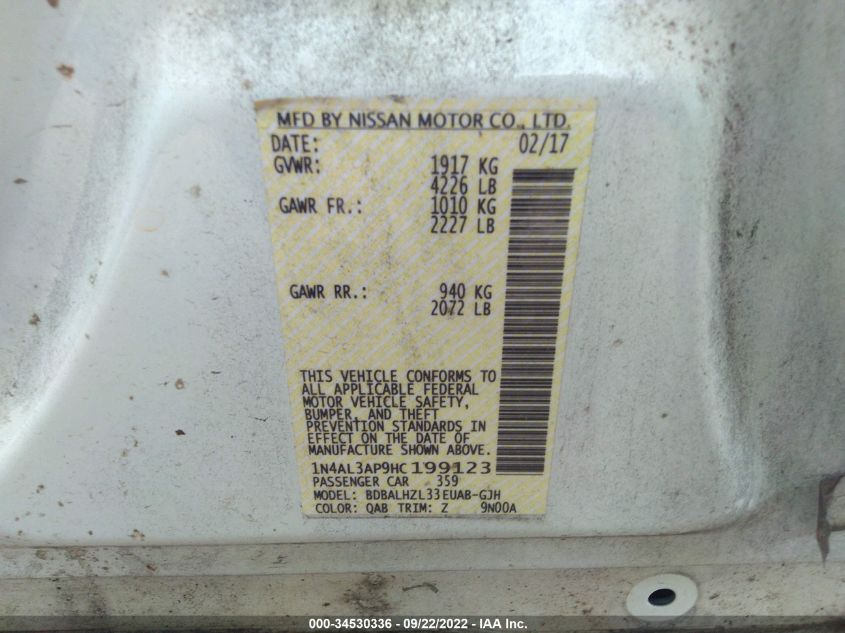 MFD BY NISSAN MOTOR CO., LTD.
DATE: 02/17
GVWR: 1917 KG
4226 LB
GAWR FR.: 1010 KG
2227 LB
GAWR RR.: 940 KG
2072 LB
THIS VEHICLE CONFORMS TO
ALL APPLICABLE FEDERAL
MOTOR VEHICLE SAFETY,
BUMPER, AND THEFT
PREVENTION STANDARDS IN
EFFECT ON THE DATE OF
MANUFACTURE SHOWN ABOVE.
1N4AL3AP9HC199123
PASSENGER CAR 359
MODEL: BDBALHZL33EUAB-GJH
COLOR: QAB TRIM: Z 9N00A
000-34530336 - 09/22/2022 - IAA Inc.